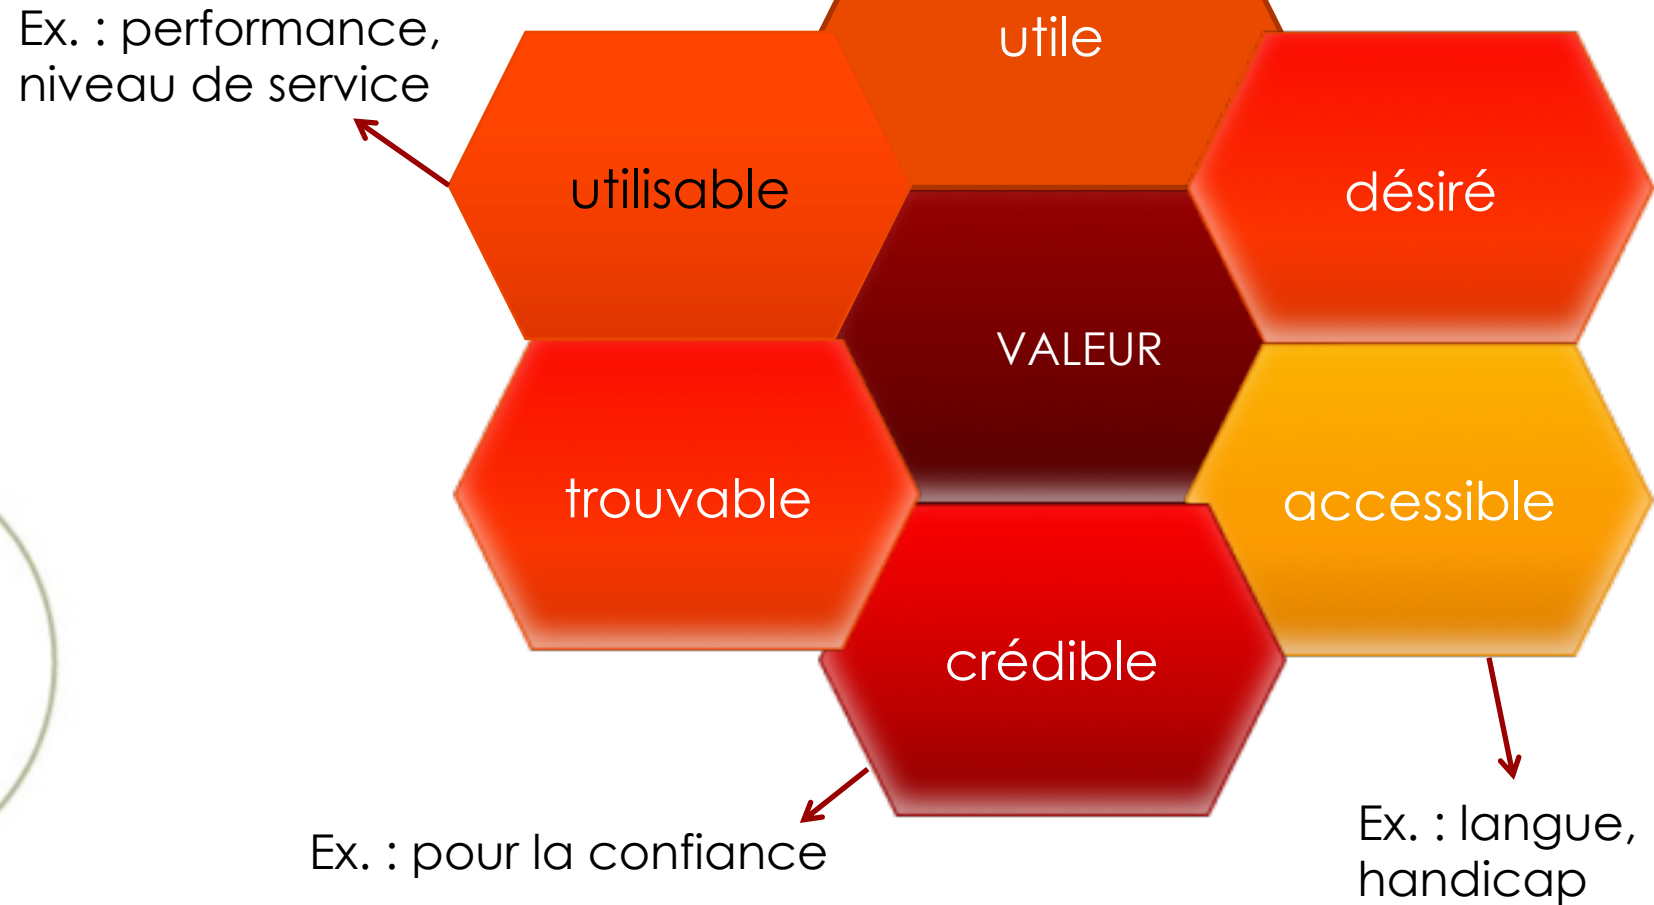 Ex. : performance,
niveau de service
utile
utilisable
désiré
VALEUR
trouvable
accessible
crédible
Ex. : pour la confiance
Ex. : langue,
handicap